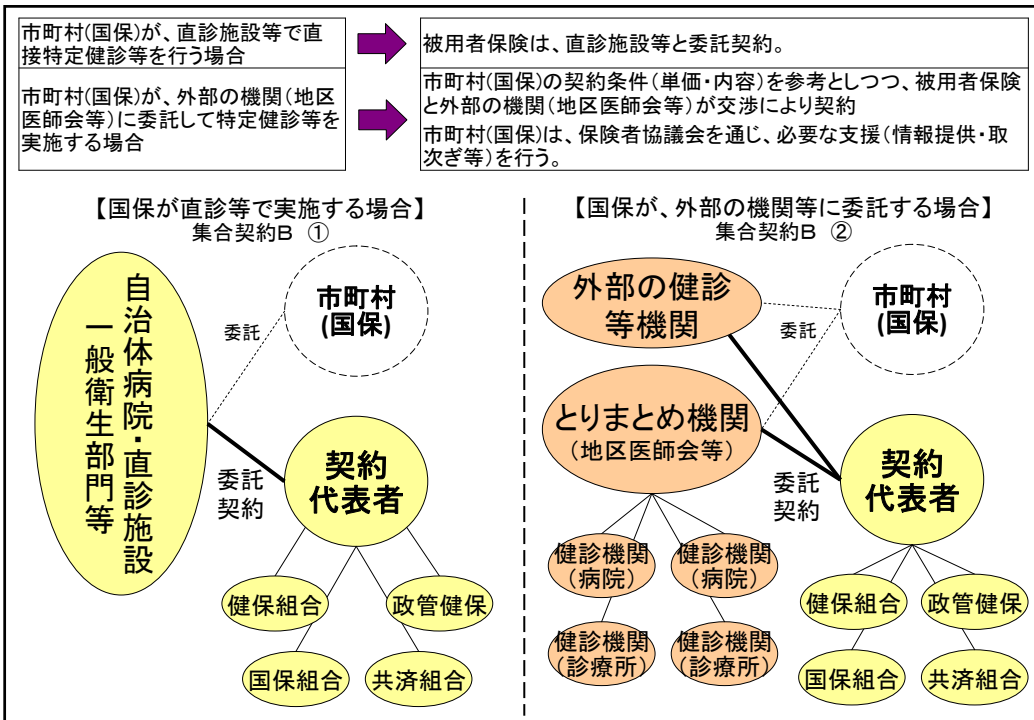 市町村(国保)が、直診施設等で直
接特定健診等を行う場合
被用者保険は、直診施設等と委託契約。
市町村(国保)が、外部の機関(地区
医師会等)に委託して特定健診等を
実施する場合
市町村(国保)の契約条件(単価・内容)を参考としつつ、被用者保険
と外部の機関(地区医師会等)が交渉により契約
市町村(国保)は、保険者協議会を通じ、必要な支援(情報提供・取
次ぎ等)を行う。
【国保が直診等で実施する場合】
集合契約B ①
自治体病院・直診施設
一般衛生部門等
市町村
(国保)
委託
委託
契約
契約
代表者
健保組合
政管健保
国保組合
共済組合
【国保が、外部の機関等に委託する場合】
集合契約B ②
外部の健診
等機関
市町村
(国保)
委託
とりまとめ機関
(地区医師会等)
委託
契約
契約
代表者
健診機関
(病院)
健診機関
(病院)
健診機関
(診療所)
健診機関
(診療所)
健保組合
政管健保
国保組合
共済組合